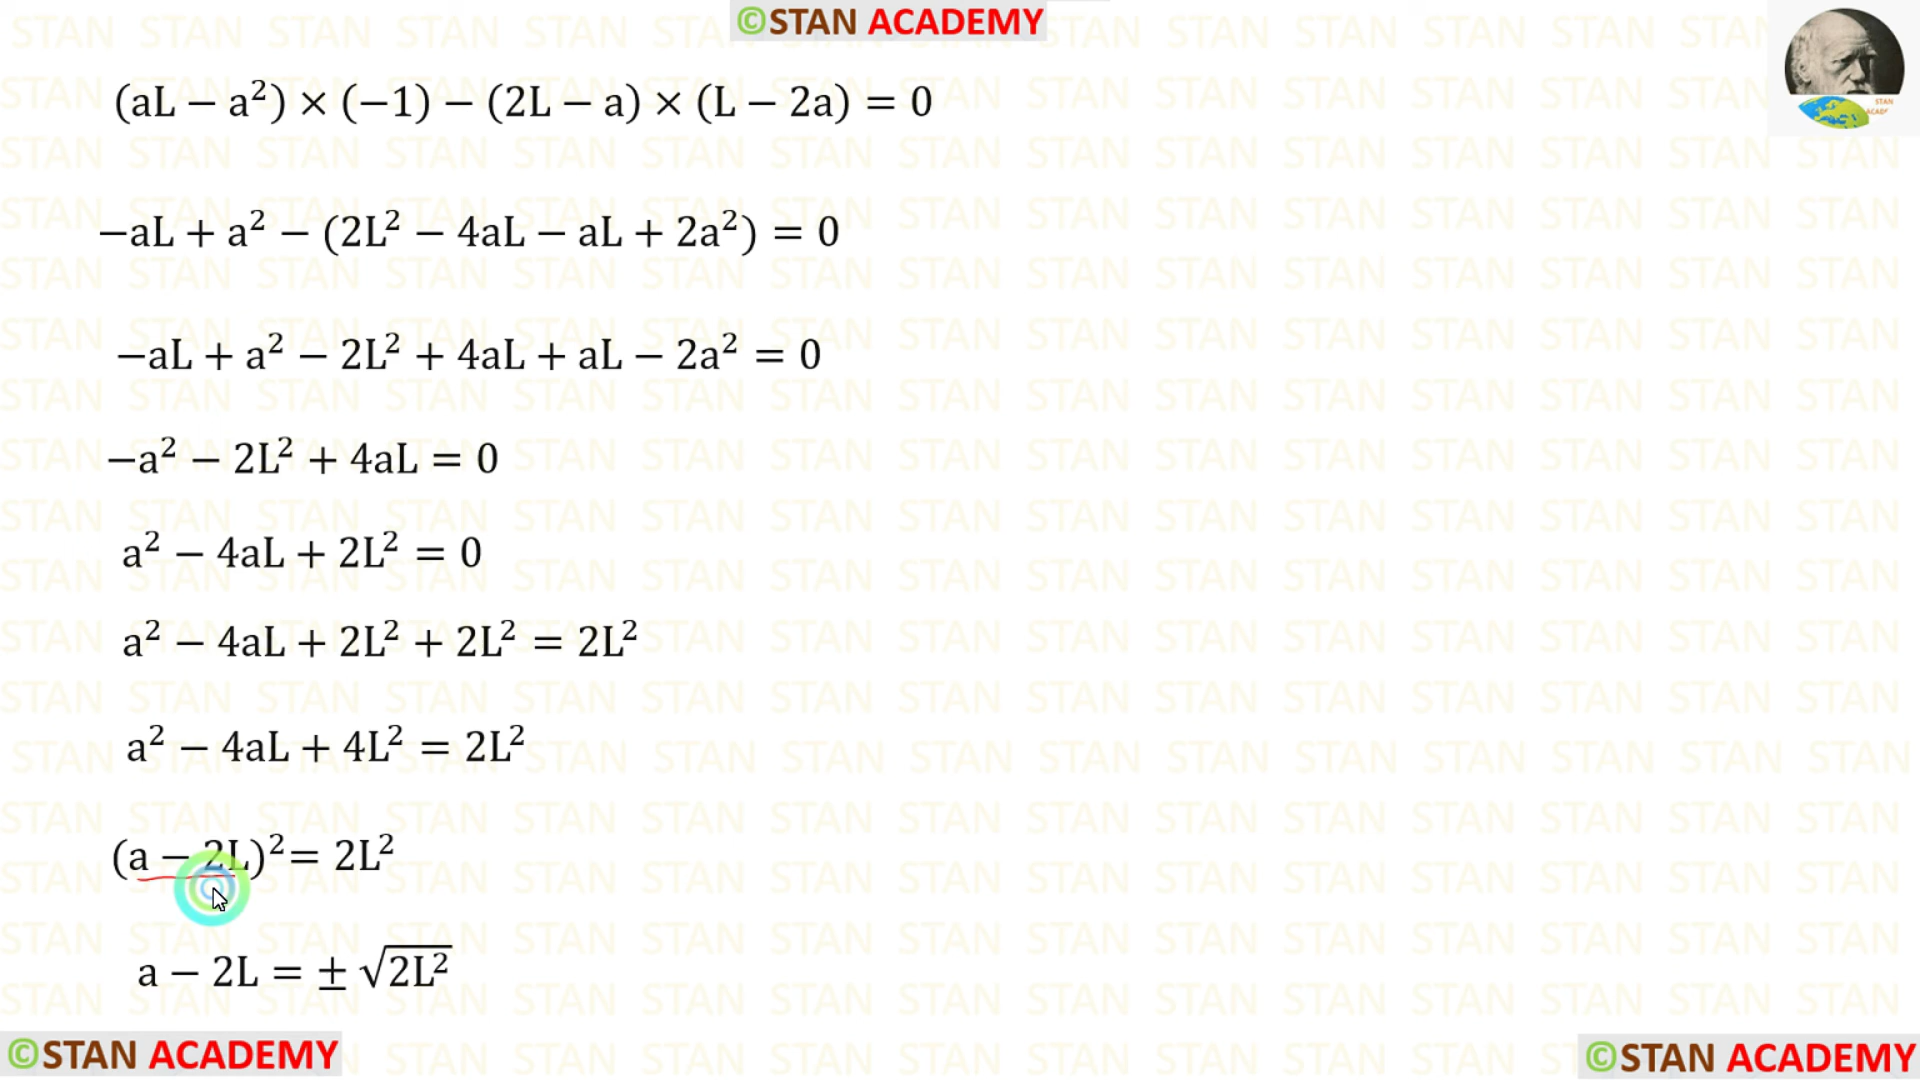 ©STAN ACADEMY
(aL − a²) × (−1) − (2L − a) × (L − 2a) = 0
−aL + a² − (2L² − 4aL − aL + 2a²) = 0
−aL + a² − 2L² + 4aL + aL − 2a² = 0
−a² − 2L² + 4aL = 0
a² − 4aL + 2L² = 0
a² − 4aL + 2L² + 2L² = 2L²
a² − 4aL + 4L² = 2L²
(a − 2L)² = 2L²
a − 2L = ± √2L²
©STAN ACADEMY
©STAN ACADEMY